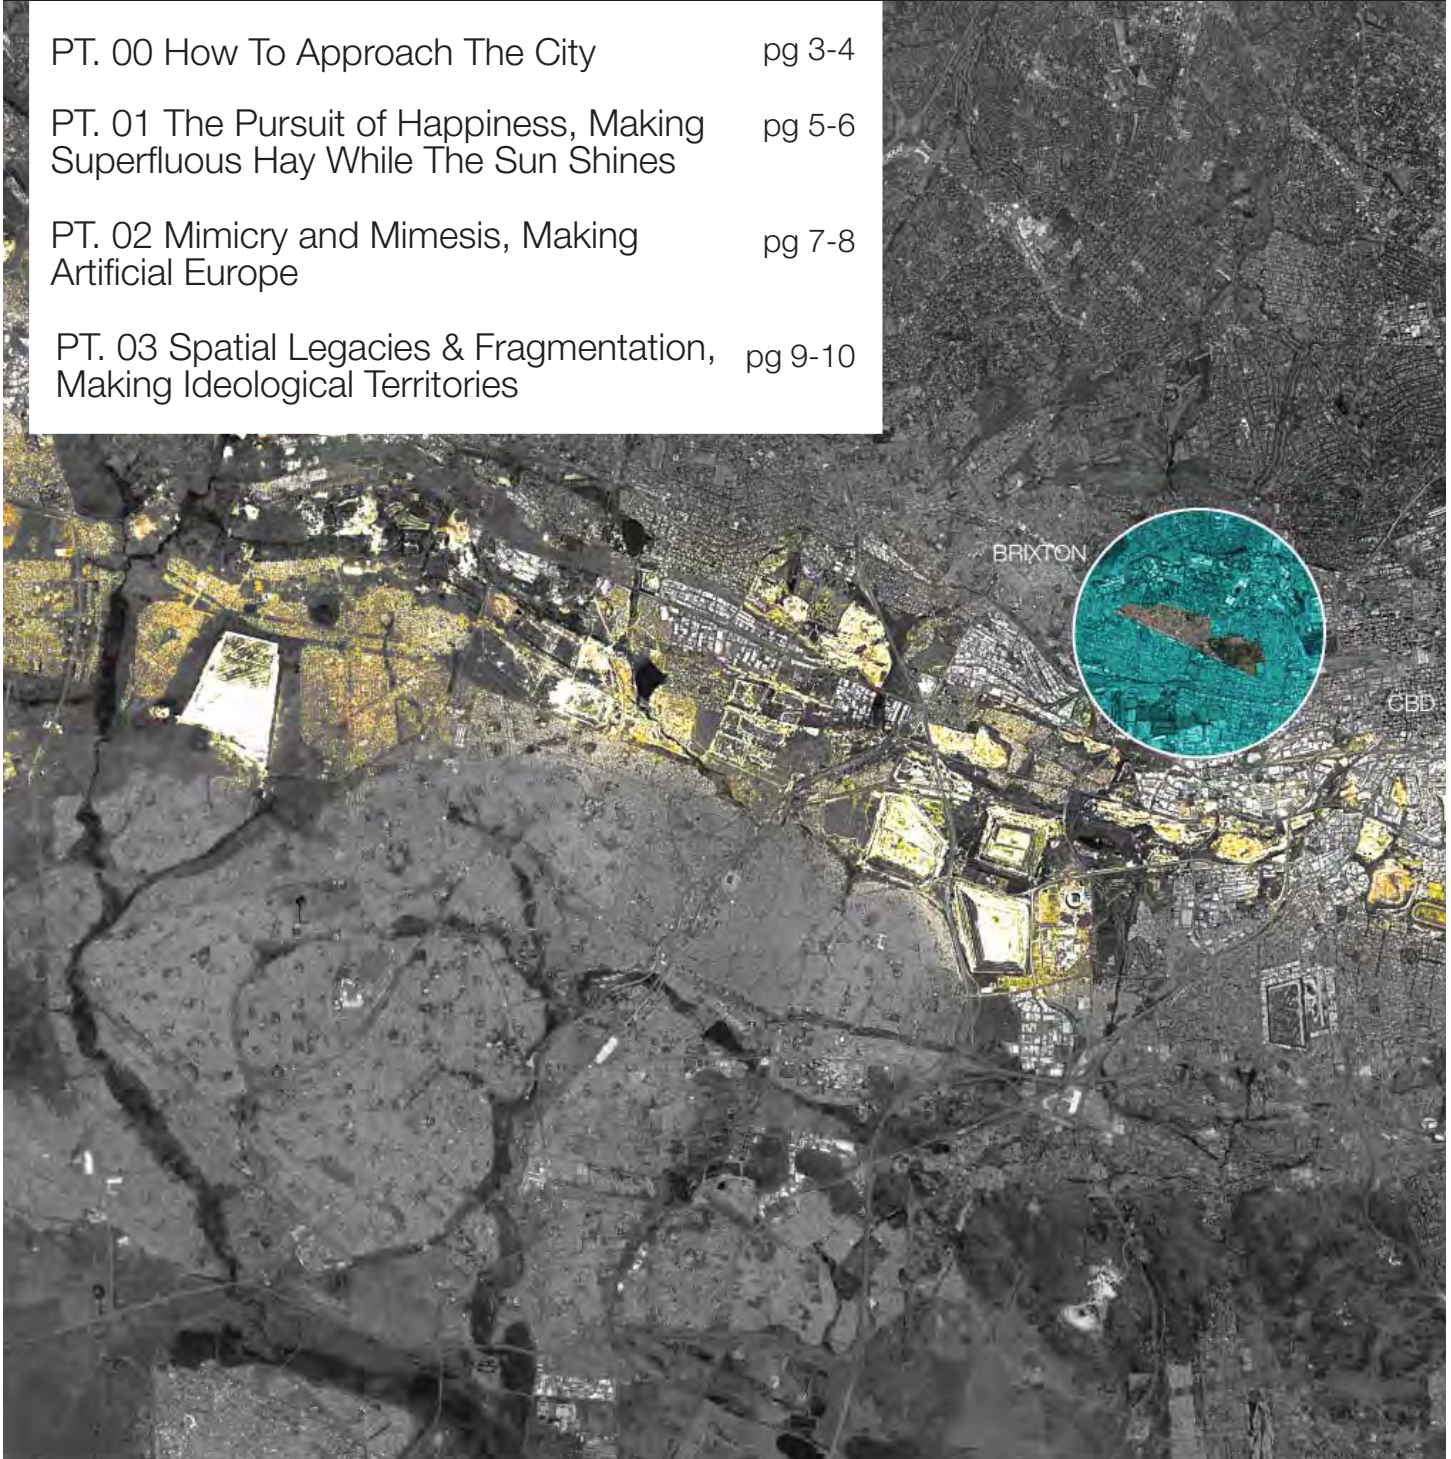 PT. 00 How To Approach The City pg 3-4
PT. 01 The Pursuit of Happiness, Making pg 5-6
Superfluous Hay While The Sun Shines
PT. 02 Mimicry and Mimesis, Making pg 7-8
Artificial Europe
PT. 03 Spatial Legacies & Fragmentation, pg 9-10
Making Ideological Territories
BRIXTON
CBD